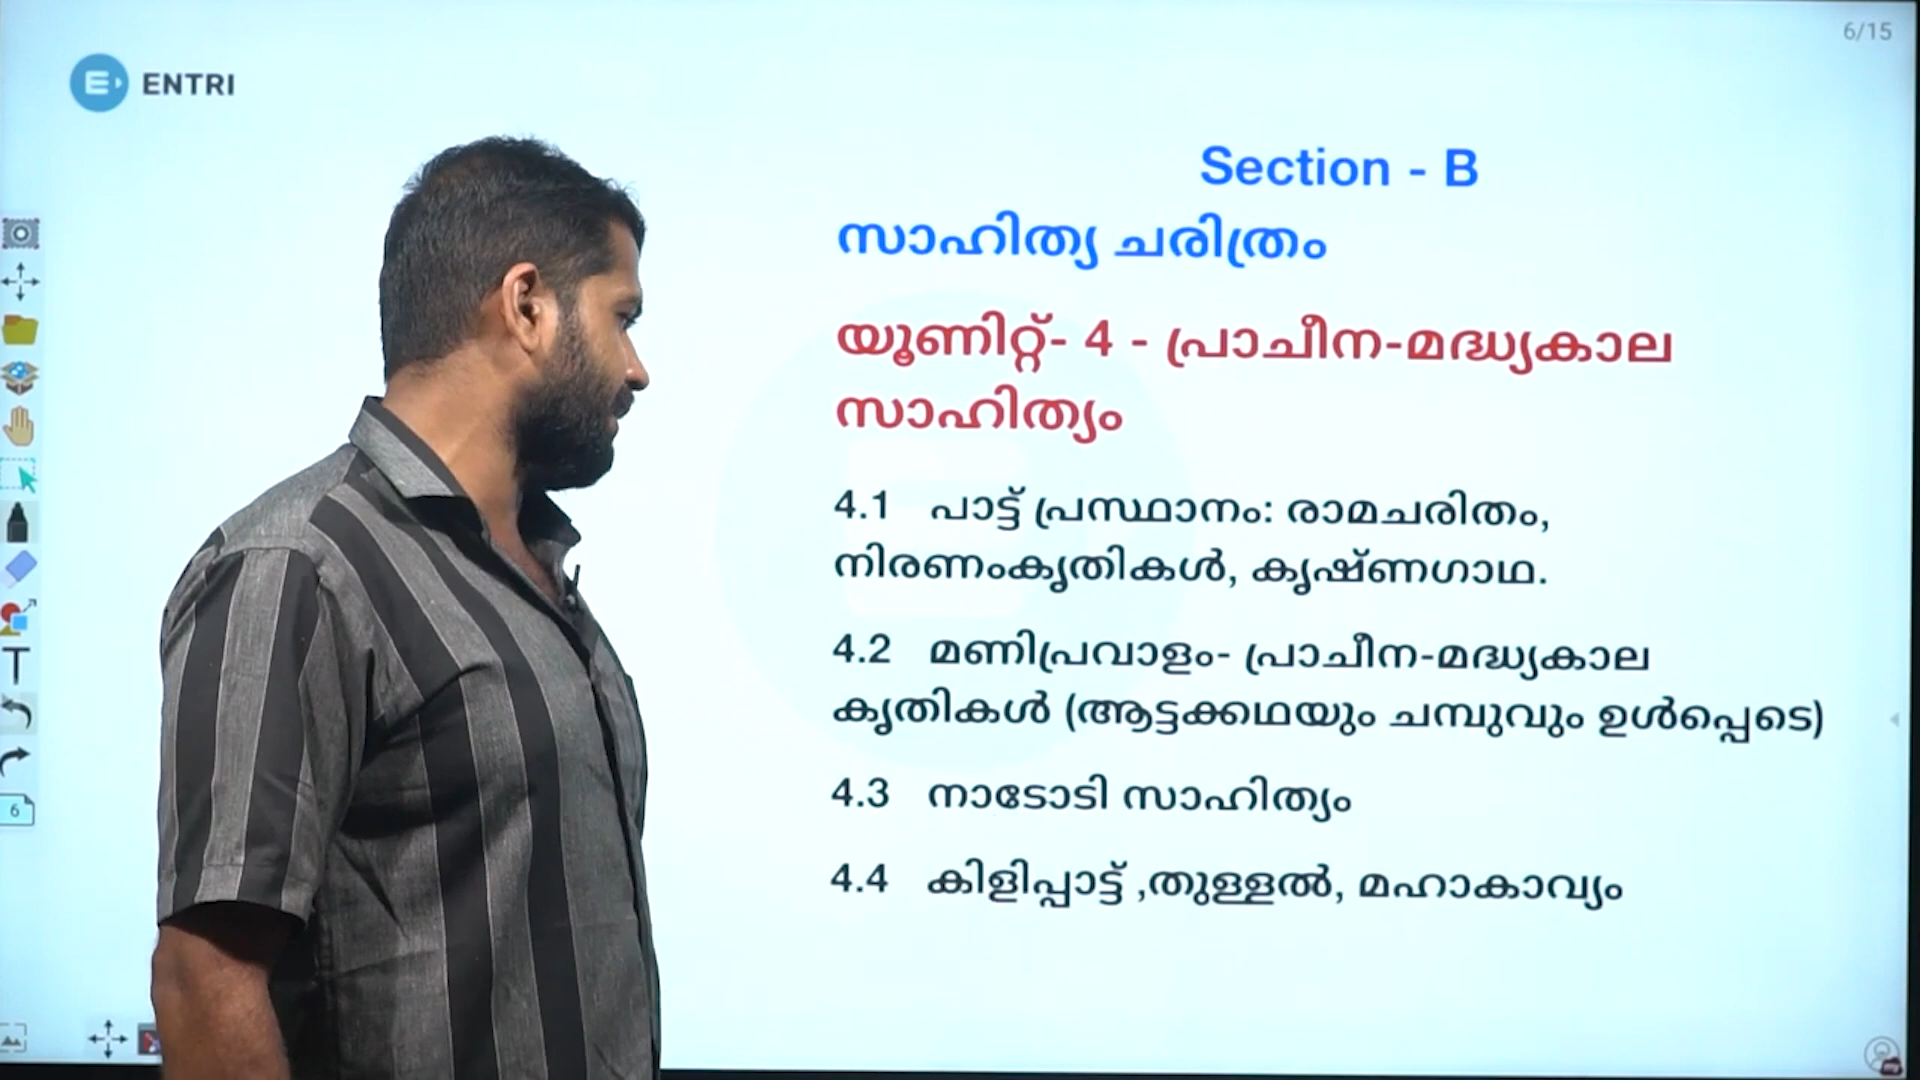 6/15
ENTRI
Section - B
സാഹിത്യ ചരിത്രം
യൂണിറ്റ്- 4 - പ്രാചീന-മദ്ധ്യകാല
സാഹിത്യം
4.1 പാട്ട് പ്രസ്ഥാനം: രാമചരിതം,
നിരണംകൃതികൾ, കൃഷ്ണഗാഥ.
4.2 മണിപ്രവാളം- പ്രാചീന-മദ്ധ്യകാല
കൃതികൾ (ആട്ടക്കഥയും ചമ്പുവും ഉൾപ്പെടെ)
4.3 നാടോടി സാഹിത്യം
4.4 കിളിപ്പാട്ട് ,തുള്ളൽ, മഹാകാവ്യം
6